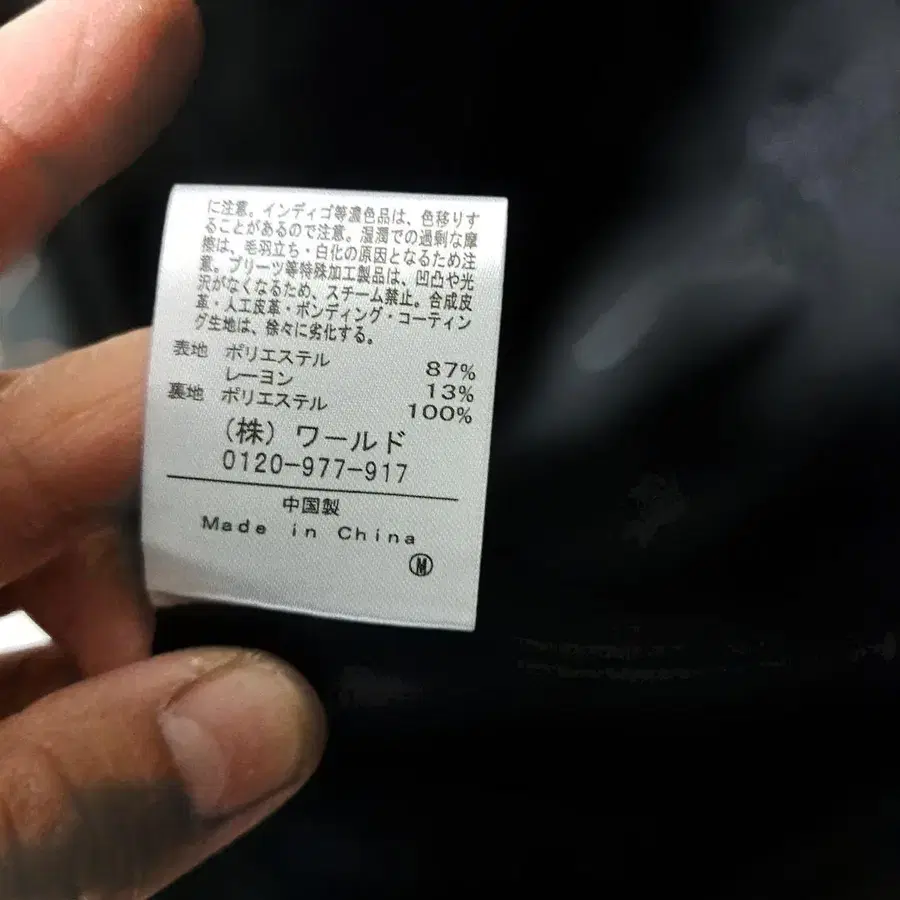 に注意。インディゴ等濃色品は、色移りす
ることがあるので注意。湿潤での過剰な摩
擦は、毛羽立ち・白化の原因となるため注
意。プリーツ等特殊加工製品は、凹凸や光
沢がなくなるため、スチーム禁止。合成皮
革・人工皮革・ボンディング・コーティン
グ生地は、徐々に劣化する。
表地 ポリエステル 87%
レーヨン 13%
裏地 ポリエステル 100%
(株) ワールド
0120-977-917
中国製
Made in China
Ⓜ